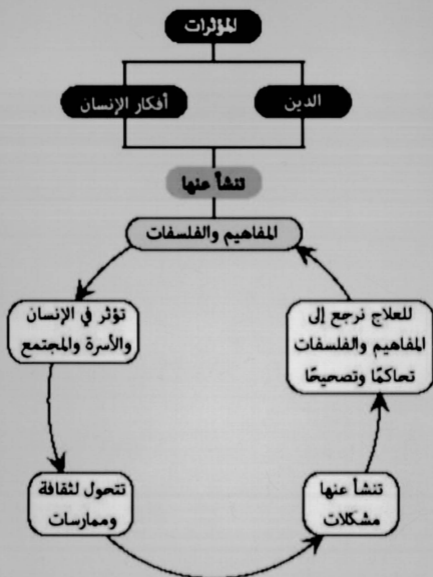 المؤثرات
الدين
أفكار الإنسان
تنشأ عنها
المفاهيم والفلسفات
تؤثر في الإنسان
والأسرة والمجتمع
تتحول لثقافة
وممارسات
تنشأ عنها
مشكلات
للعلاج نرجع إلى
المفاهيم والفلسفات
تحاكمًا وتصحيحًا